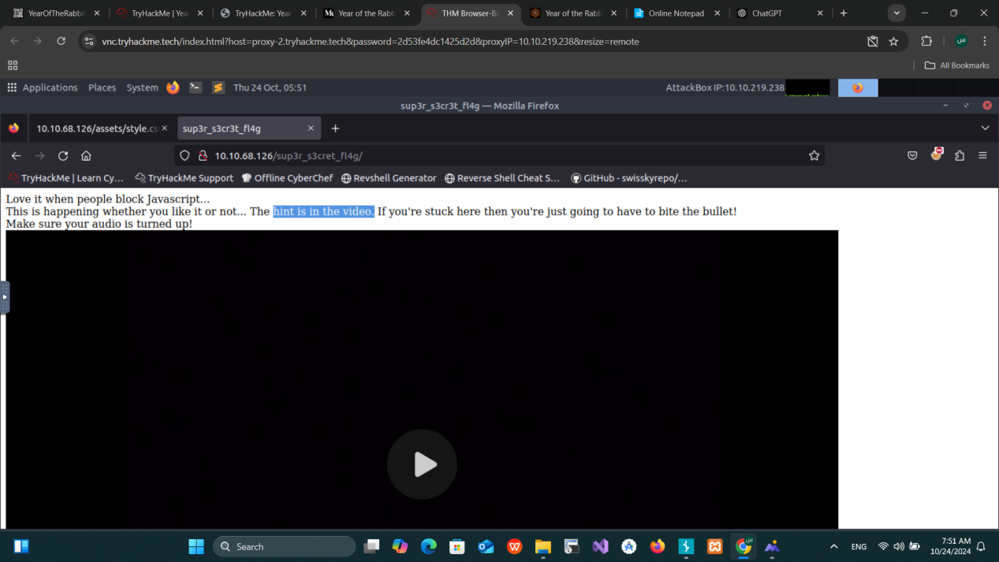 YearOfTheRabbit
TryHackMe | Yea
TryHackMe: Year
Year of the Rabb
THM Browser-Ba
Year of the Rabb
Online Notepad
ChatGPT
vnc.tryhackme.tech/index.html?host=proxy-2.tryhackme.tech&password=2d53fe4dc1425d2d&proxyIP=10.10.219.238&resize=remote
All Bookmarks
Applications Places System Thu 24 Oct, 05:51 AttackBox IP:10.10.219.238
sup3r_s3cr3t_fl4g — Mozilla Firefox
10.10.68.126/assets/style.cs
sup3r_s3cr3t_fl4g
10.10.68.126/sup3r_s3cret_fl4g/
TryHackMe | Learn Cy… TryHackMe Support Offline CyberChef Revshell Generator Reverse Shell Cheat S… GitHub - swisskyrepo/…
Love it when people block Javascript...
This is happening whether you like it or not... The hint is in the video. If you're stuck here then you're just going to have to bite the bullet!
Make sure your audio is turned up!
Search
ENG
7:51 AM
10/24/2024